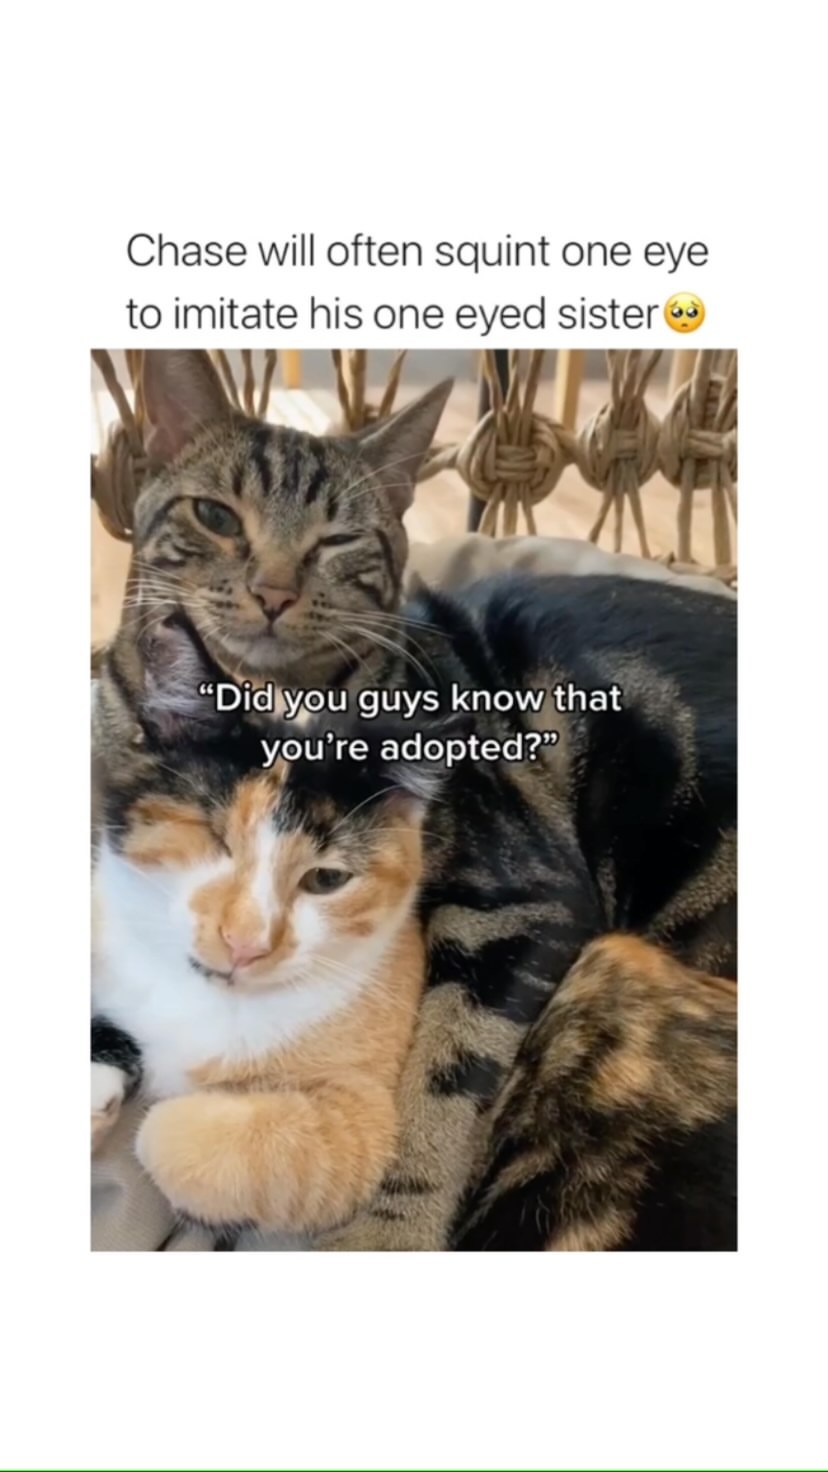 Chase will often squint one eye
to imitate his one eyed sister🥺
“Did you guys know that
you’re adopted?”